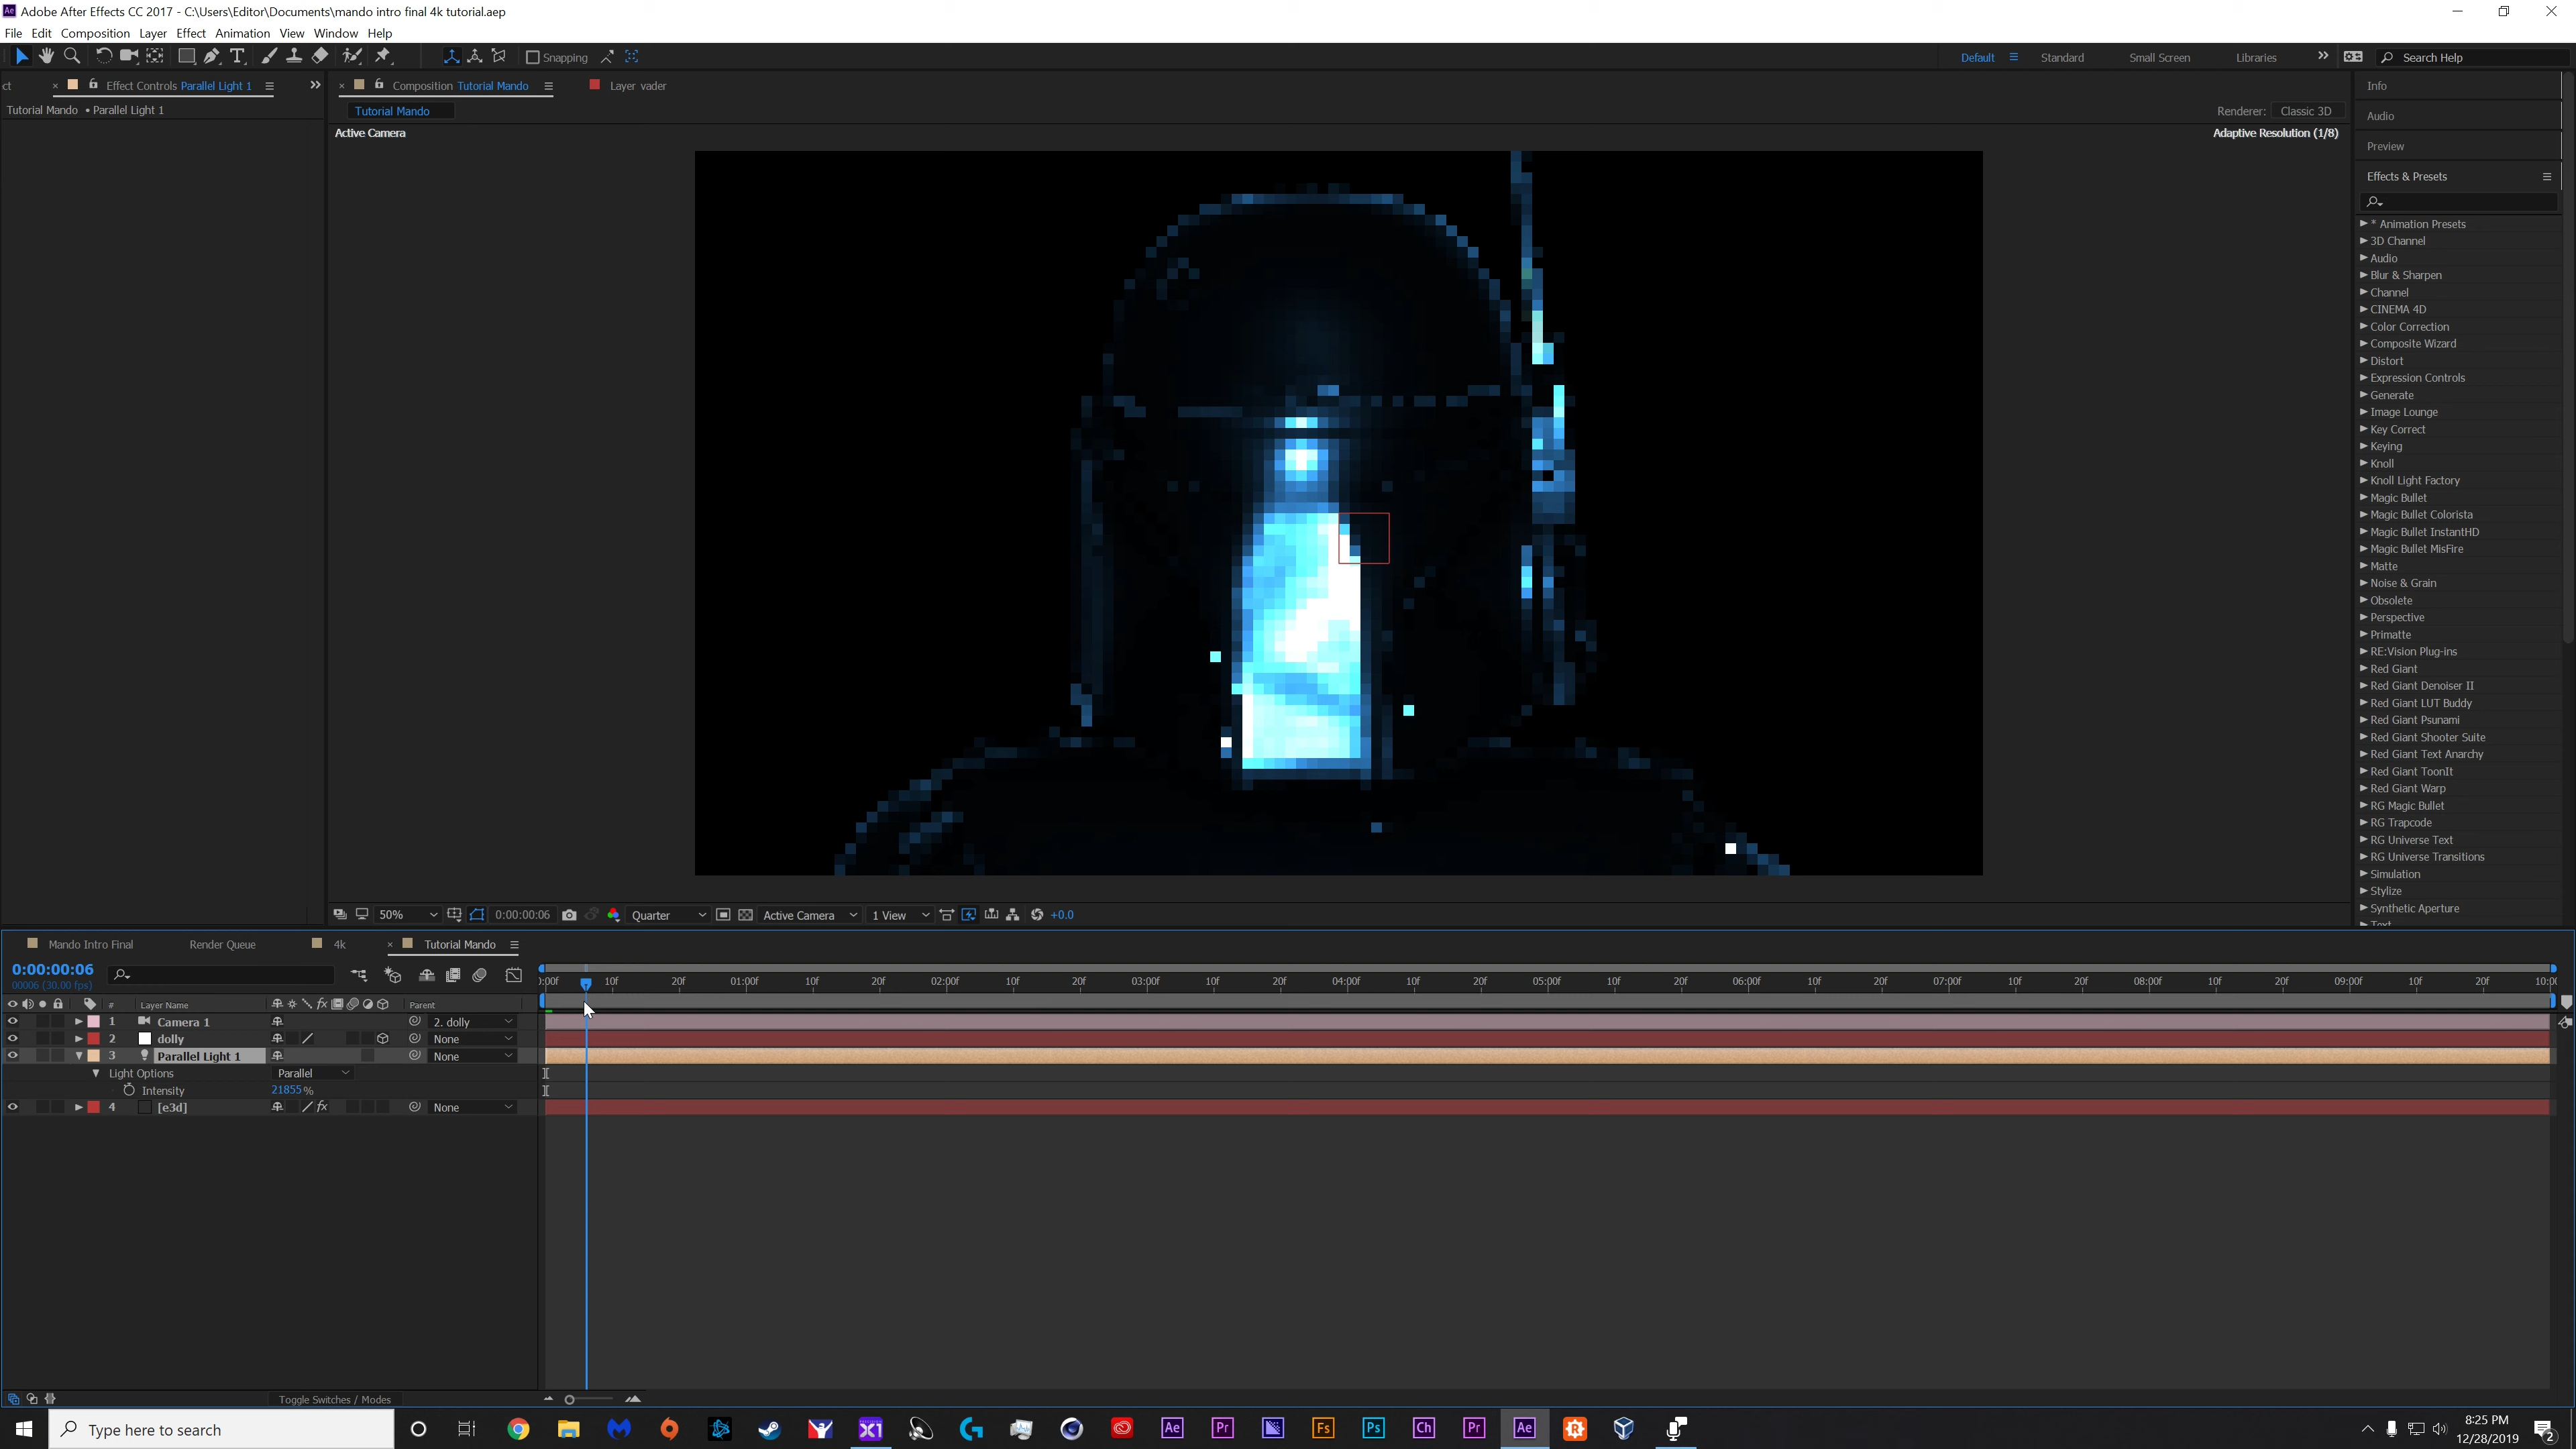 Adobe After Effects CC 2017 - C:\Users\Editor\Documents\mando intro final 4k tutorial.aep
File Edit Composition Layer Effect Animation View Window Help
Snapping
Default Standard Small Screen Libraries Search Help
ct Effect Controls Parallel Light 1
Composition Tutorial Mando Layer vader
Tutorial Mando • Parallel Light 1
Tutorial Mando
Renderer: Classic 3D
Active Camera
Adaptive Resolution (1/8)
Info
Audio
Preview
Effects & Presets
* Animation Presets
3D Channel
Audio
Blur & Sharpen
Channel
CINEMA 4D
Color Correction
Composite Wizard
Distort
Expression Controls
Generate
Image Lounge
Key Correct
Keying
Knoll
Knoll Light Factory
Magic Bullet
Magic Bullet Colorista
Magic Bullet InstantHD
Magic Bullet MisFire
Matte
Noise & Grain
Obsolete
Perspective
Primatte
RE:Vision Plug-ins
Red Giant
Red Giant Denoiser II
Red Giant LUT Buddy
Red Giant Psunami
Red Giant Shooter Suite
Red Giant Text Anarchy
Red Giant ToonIt
Red Giant Warp
RG Magic Bullet
RG Trapcode
RG Universe Text
RG Universe Transitions
Simulation
Stylize
Synthetic Aperture
Text
50% 0:00:00:06 Quarter Active Camera 1 View +0.0
Mando Intro Final Render Queue 4k Tutorial Mando
0:00:00:06
00006 (30.00 fps)
):00f 10f 20f 01:00f 10f 20f 02:00f 10f 20f 03:00f 10f 20f 04:00f 10f 20f 05:00f 10f 20f 06:00f 10f 20f 07:00f 10f 20f 08:00f 10f 20f 09:00f 10f 20f 10:00
# Layer Name Parent
1 Camera 1 2. dolly
2 dolly None
3 Parallel Light 1 None
Light Options Parallel
Intensity 21855 %
4 [e3d] fx None
Toggle Switches / Modes
Type here to search
Ae Pr Fs Ps Ch Pr Ae
8:25 PM
12/28/2019
2